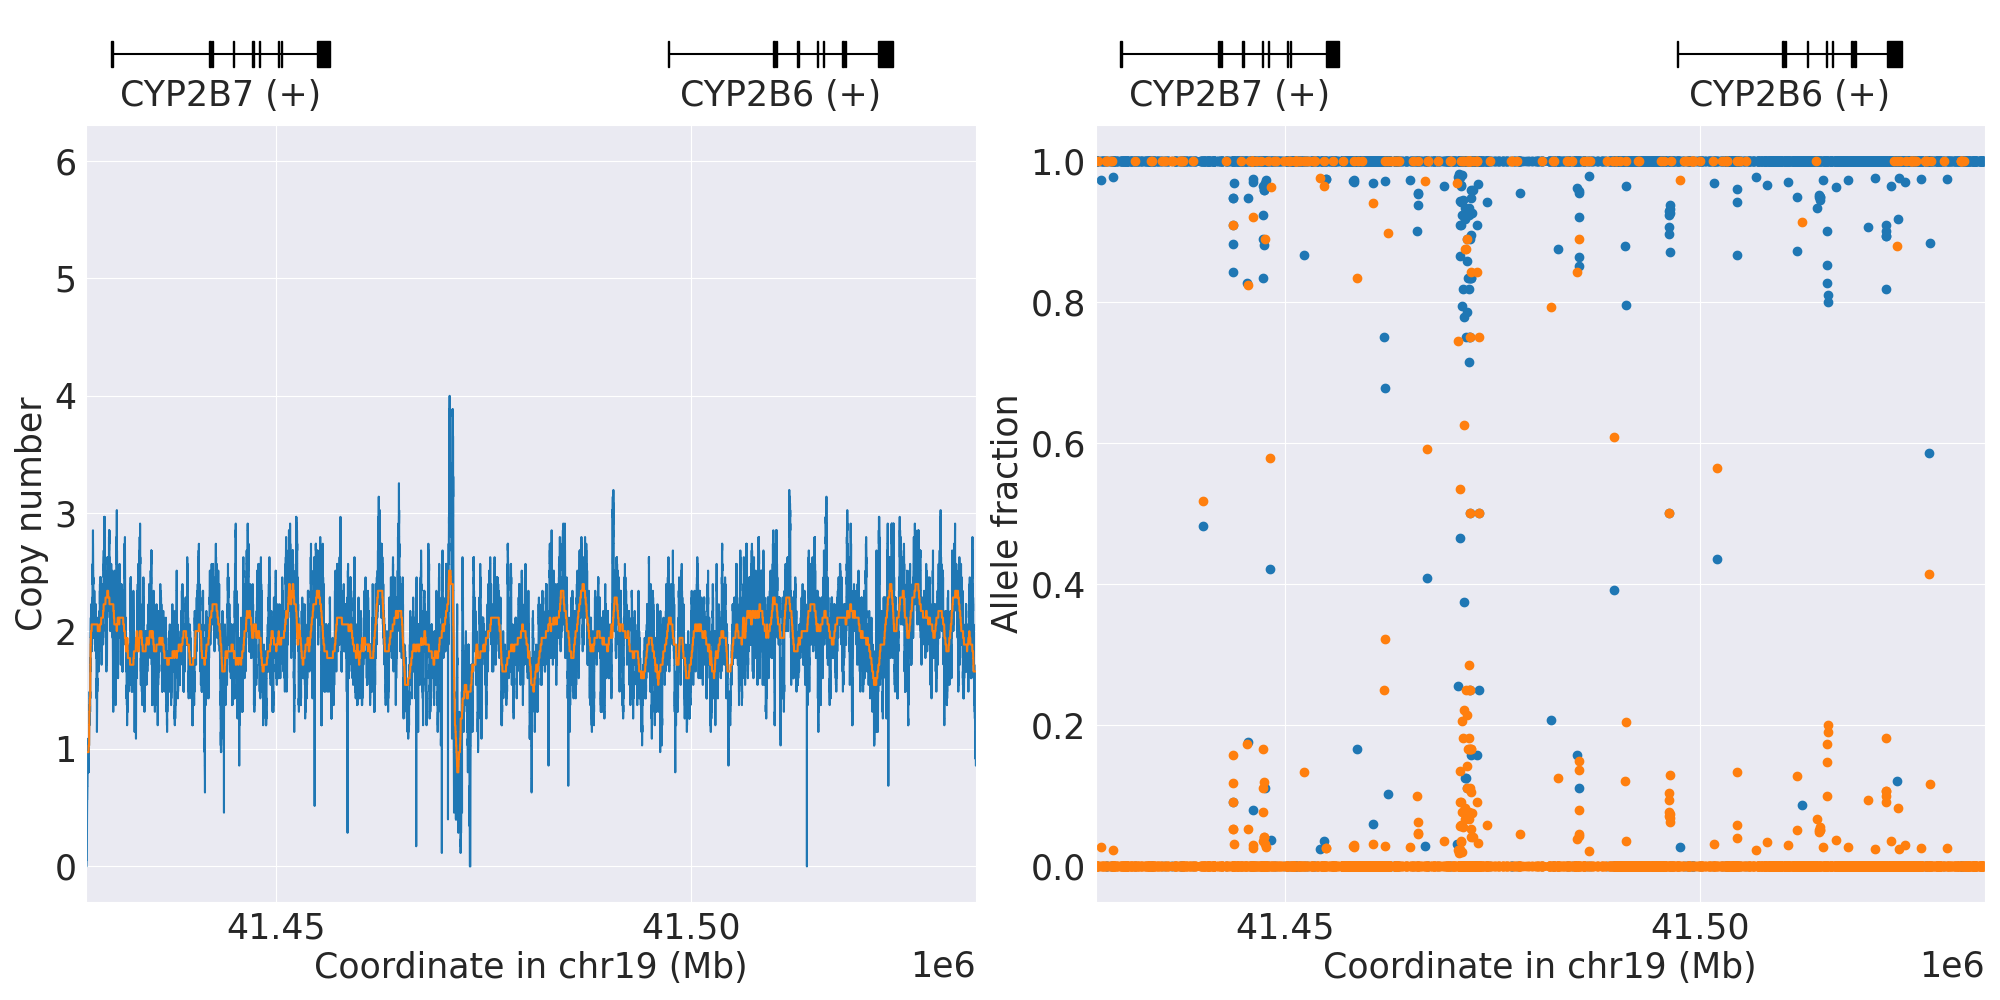 CYP2B7 (+) CYP2B6 (+)
Copy number
6
5
4
3
2
1
0
41.45 41.50
Coordinate in chr19 (Mb) 1e6
CYP2B7 (+) CYP2B6 (+)
Allele fraction
1.0
0.8
0.6
0.4
0.2
0.0
41.45 41.50
Coordinate in chr19 (Mb) 1e6